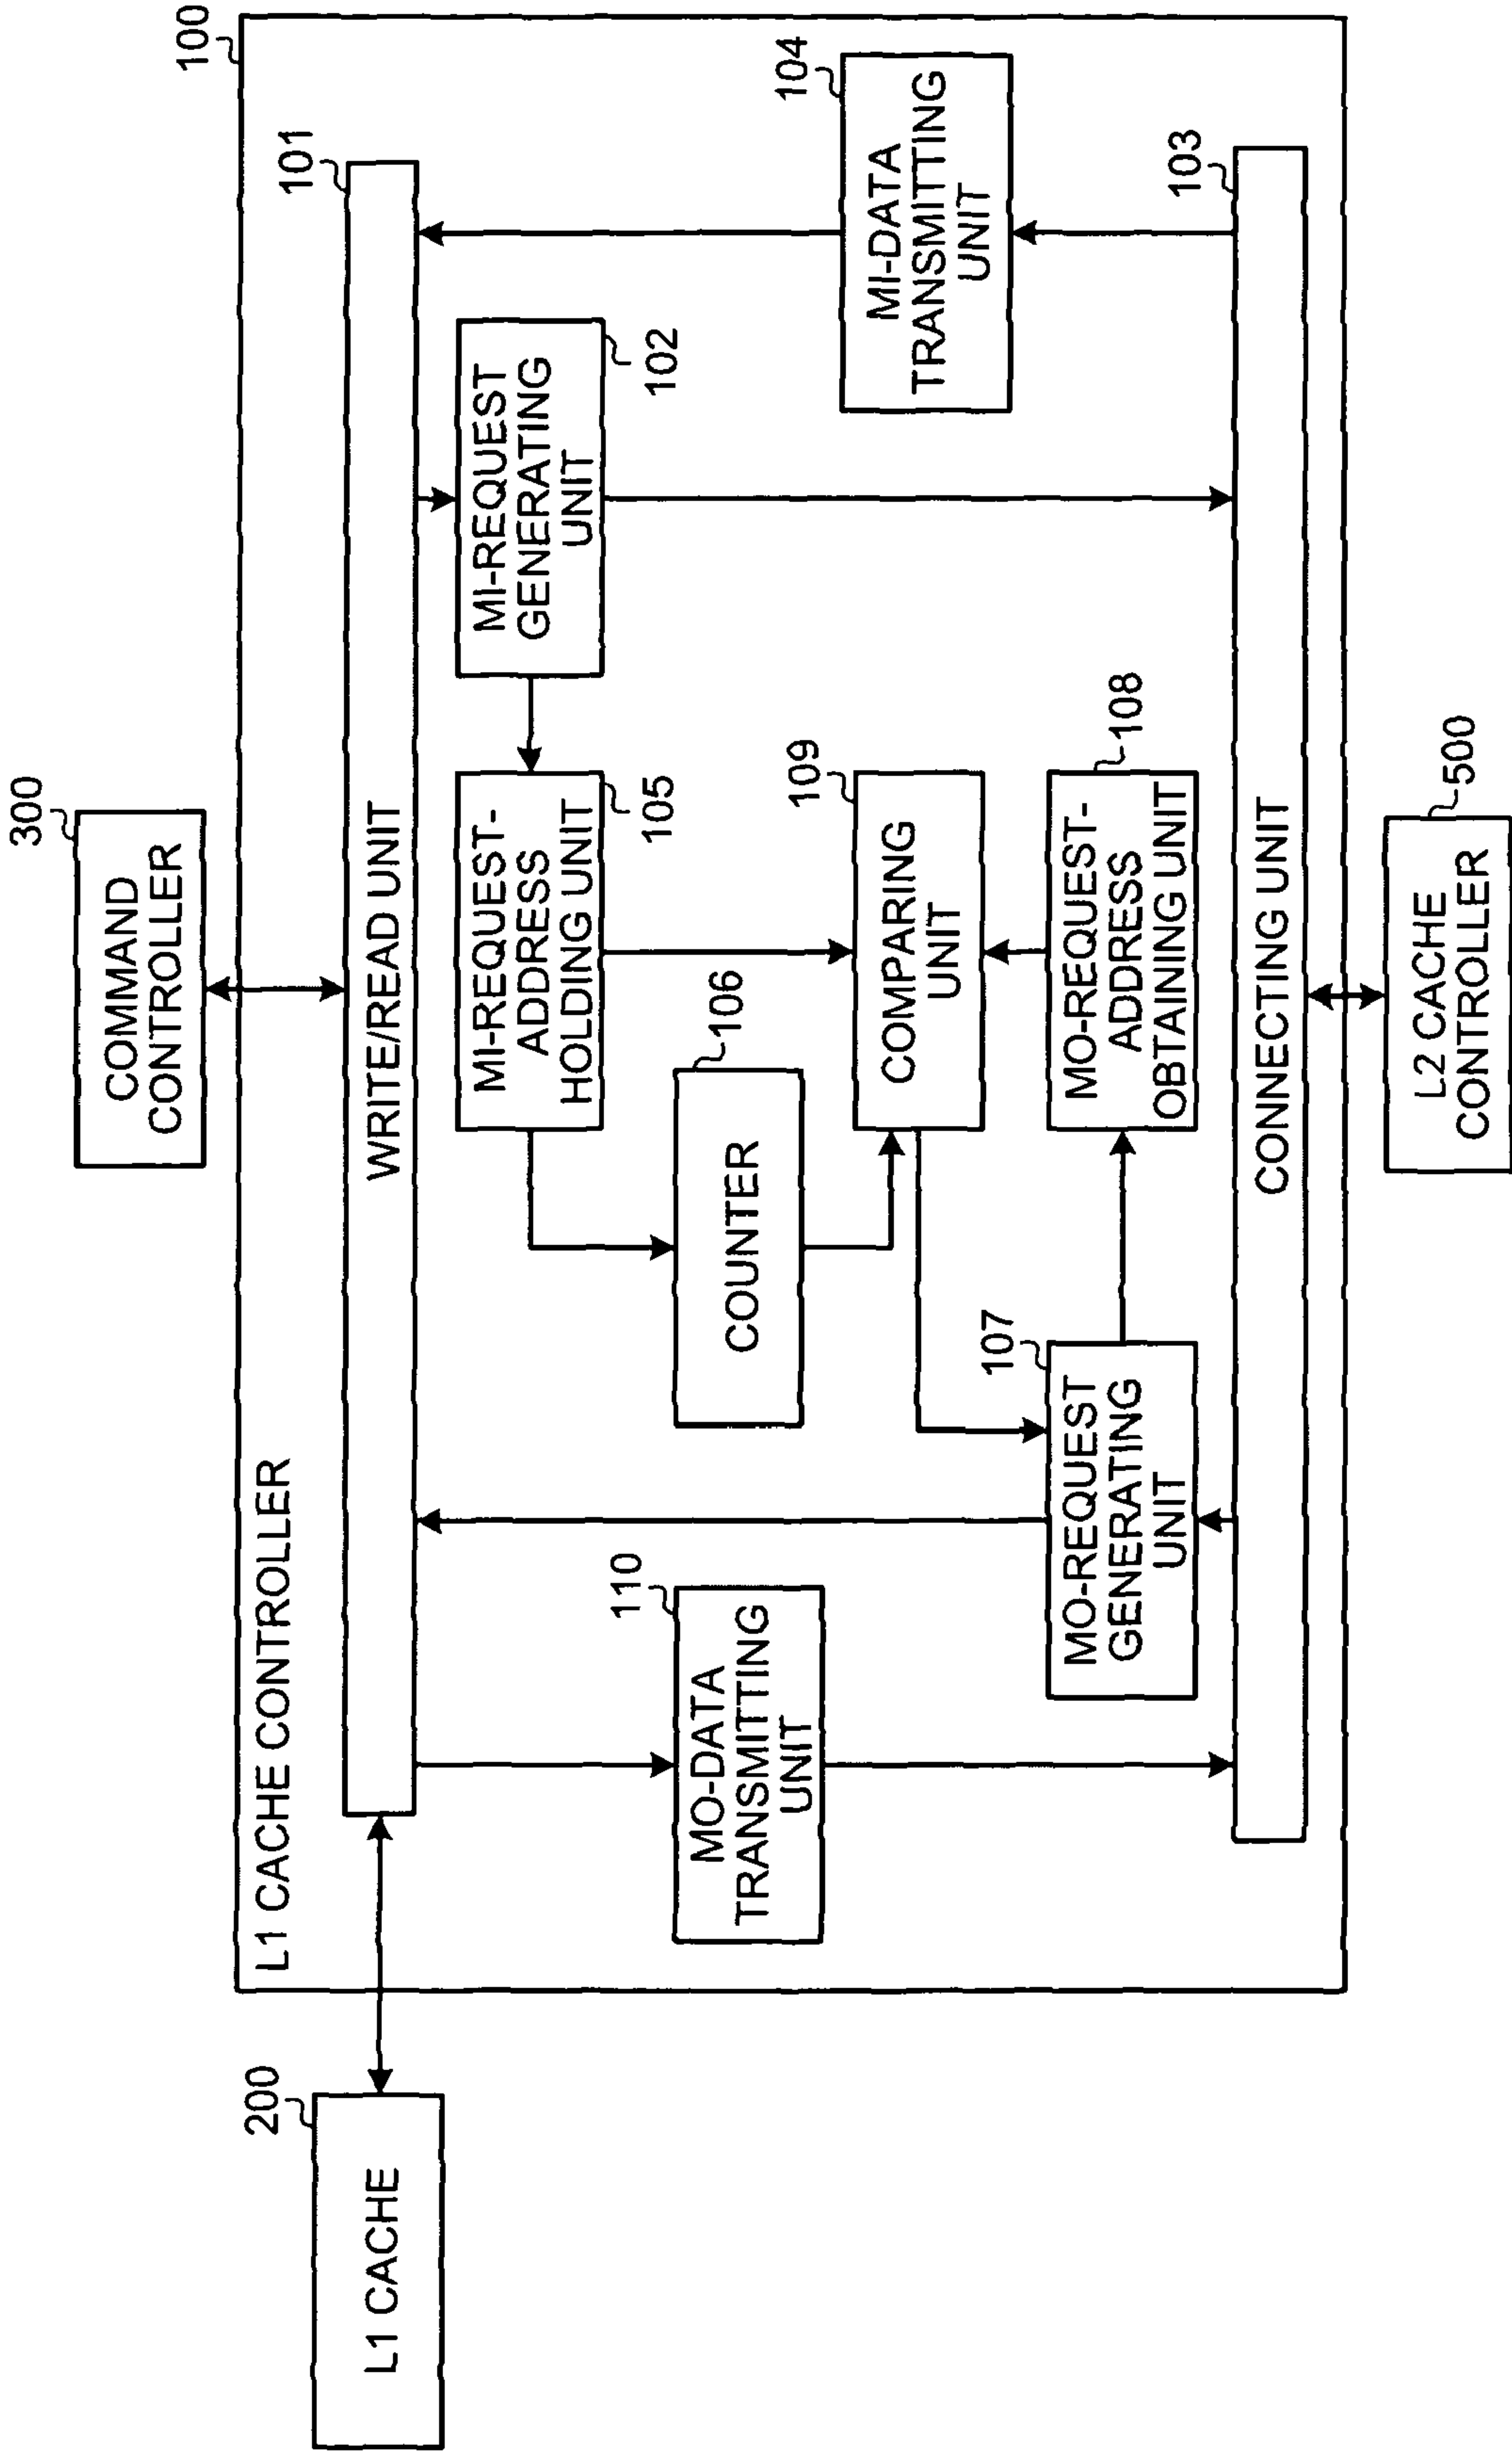 300
COMMAND
CONTROLLER
100
L1 CACHE CONTROLLER
101
WRITE/READ UNIT
200
L1 CACHE
MI-REQUEST
GENERATING
UNIT
102
MI-REQUEST-
ADDRESS
HOLDING UNIT
105
106
COUNTER
110
MO-DATA
TRANSMITTING
UNIT
104
MI-DATA
TRANSMITTING
UNIT
109
COMPARING
UNIT
107
MO-REQUEST
GENERATING
UNIT
108
MO-REQUEST-
ADDRESS
OBTAINING UNIT
103
CONNECTING UNIT
500
L2 CACHE
CONTROLLER